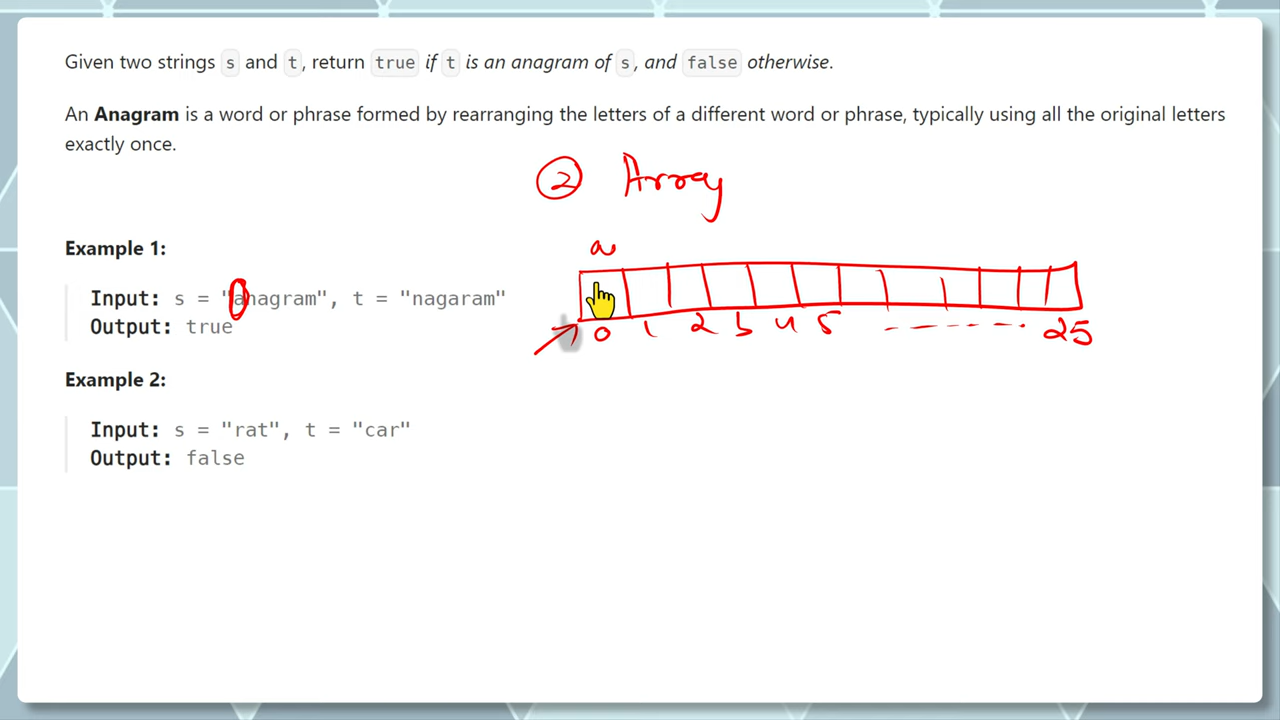 Given two strings s and t, return true if t is an anagram of s, and false otherwise.
An Anagram is a word or phrase formed by rearranging the letters of a different word or phrase, typically using all the original letters
exactly once.
2 Array
Example 1:
a
Input: s = "anagram", t = "nagaram"
Output: true
0 1 2 3 4 5 - - - - - - - 25
Example 2:
Input: s = "rat", t = "car"
Output: false